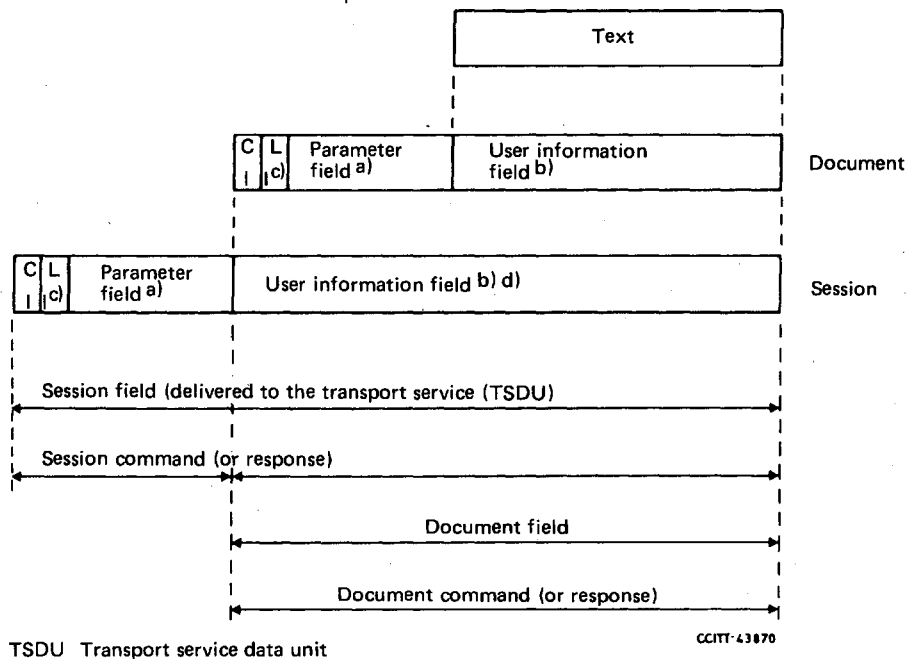 Text
C L Parameter User information
I I c) field a) field b) Document
C L Parameter
I I c) field a) User information field b) d) Session
Session field (delivered to the transport service (TSDU)
Session command (or response)
Document field
Document command (or response)
CCITT-43870
TSDU Transport service data unit